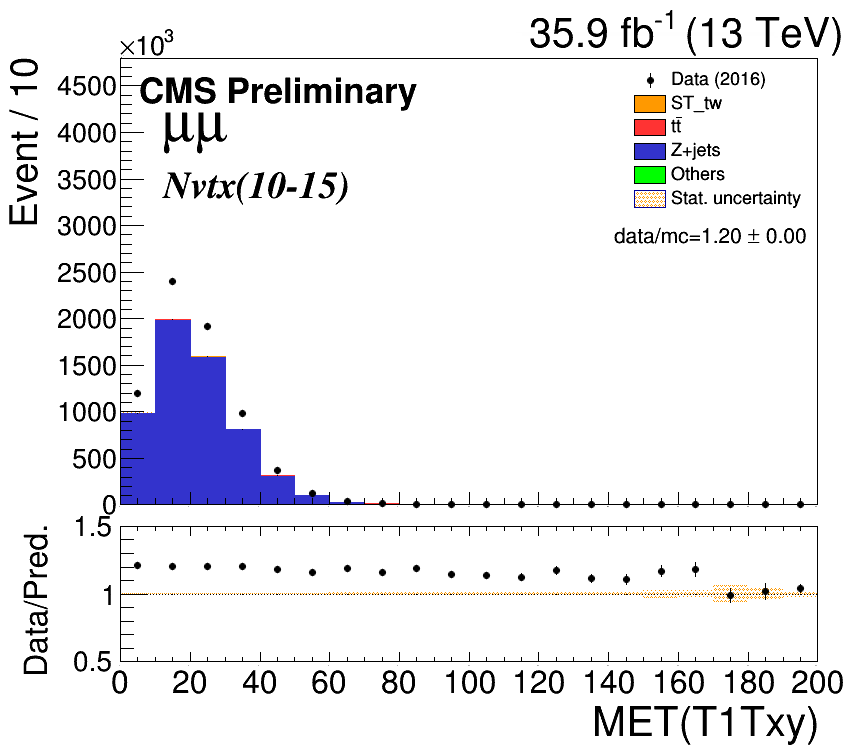 35.9 fb⁻¹ (13 TeV)
×10³
Event / 10
4500
4000
3500
3000
2500
2000
1500
1000
500
0
CMS Preliminary
μμ
Nvtx(10-15)
Data (2016)
ST_tw
tt̄
Z+jets
Others
Stat. uncertainty
data/mc=1.20 ± 0.00
Data/Pred.
1.5
1
0.5
0 20 40 60 80 100 120 140 160 180 200
MET(T1Txy)